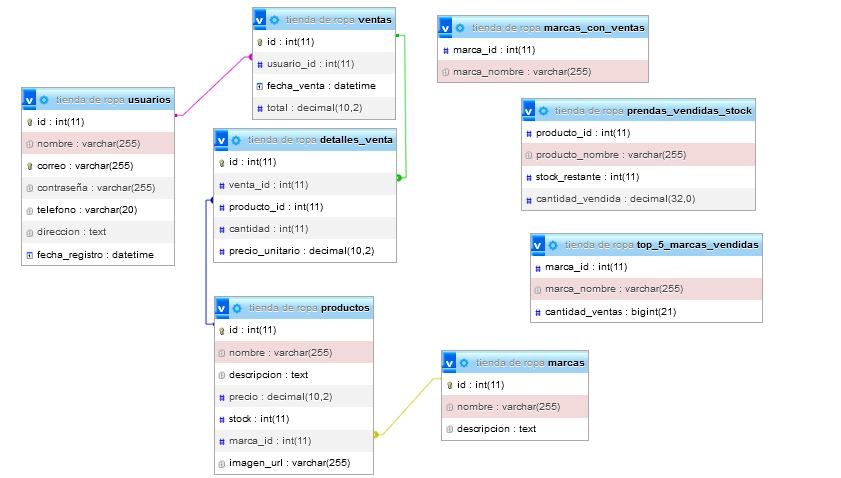 tienda de ropa ventas
id : int(11)
usuario_id : int(11)
fecha_venta : datetime
total : decimal(10,2)
tienda de ropa marcas_con_ventas
marca_id : int(11)
marca_nombre : varchar(255)
tienda de ropa usuarios
id : int(11)
nombre : varchar(255)
correo : varchar(255)
contraseña : varchar(255)
telefono : varchar(20)
direccion : text
fecha_registro : datetime
tienda de ropa detalles_venta
id : int(11)
venta_id : int(11)
producto_id : int(11)
cantidad : int(11)
precio_unitario : decimal(10,2)
tienda de ropa prendas_vendidas_stock
producto_id : int(11)
producto_nombre : varchar(255)
stock_restante : int(11)
cantidad_vendida : decimal(32,0)
tienda de ropa top_5_marcas_vendidas
marca_id : int(11)
marca_nombre : varchar(255)
cantidad_ventas : bigint(21)
tienda de ropa productos
id : int(11)
nombre : varchar(255)
descripcion : text
precio : decimal(10,2)
stock : int(11)
marca_id : int(11)
imagen_url : varchar(255)
tienda de ropa marcas
id : int(11)
nombre : varchar(255)
descripcion : text